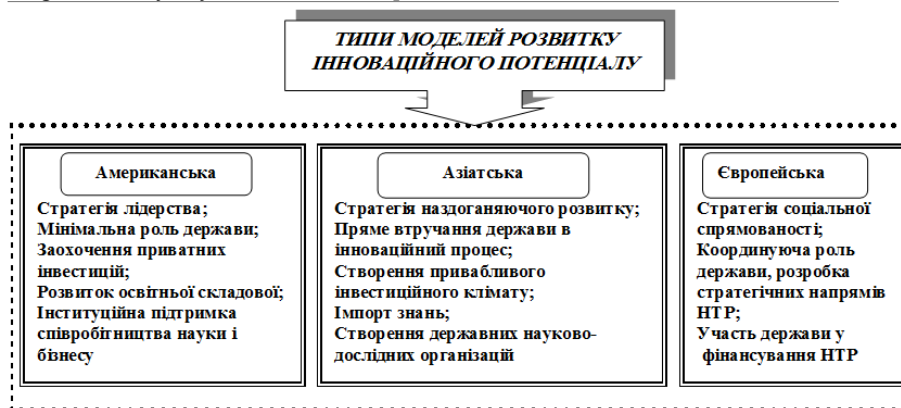 ТИПИ МОДЕЛЕЙ РОЗВИТКУ
ІННОВАЦІЙНОГО ПОТЕНЦІАЛУ
Американська
Стратегія лідерства;
Мінімальна роль держави;
Заохочення приватних
інвестицій;
Розвиток освітньої складової;
Інституційна підтримка
співробітництва науки і
бізнесу
Азіатська
Стратегія наздоганяючого розвитку;
Пряме втручання держави в
інноваційний процес;
Створення привабливого
інвестиційного клімату;
Імпорт знань;
Створення державних науково-
дослідних організацій
Європейська
Стратегія соціальної
спрямованості;
Координуюча роль
держави, розробка
стратегічних напрямів
НТР;
Участь держави у
фінансування НТР